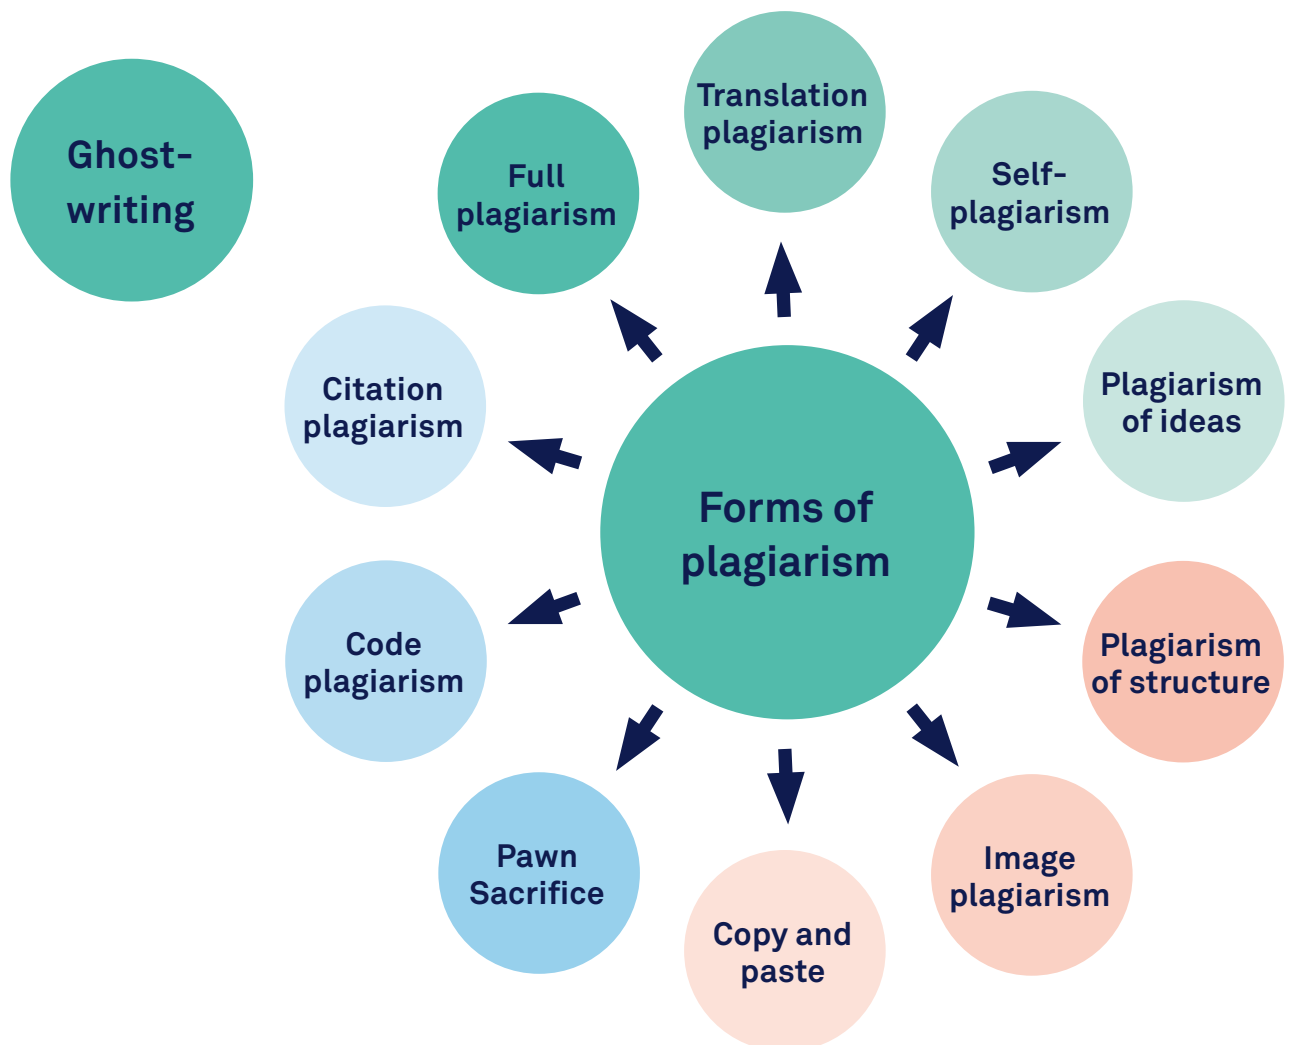 Ghost-
writing
Full
plagiarism
Translation
plagiarism
Self-
plagiarism
Citation
plagiarism
Plagiarism
of ideas
Forms of
plagiarism
Code
plagiarism
Plagiarism
of structure
Pawn
Sacrifice
Copy and
paste
Image
plagiarism